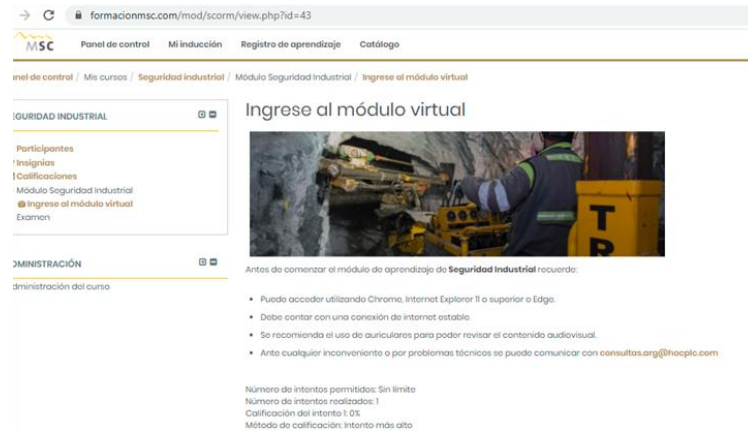 formacionmsc.com/mod/scorm/view.php?id=43
MSC Panel de control Mi inducción Registro de aprendizaje Catálogo
nel de control / Mis cursos / Seguridad industrial / Módulo Seguridad Industrial / Ingrese al módulo virtual
EGURIDAD INDUSTRIAL
Participantes
Insignias
Calificaciones
Módulo Seguridad Industrial
Ingrese al módulo virtual
Examen
DMINISTRACIÓN
dministración del curso
Ingrese al módulo virtual
T
R
Antes de comenzar el módulo de aprendizaje de Seguridad Industrial recuerde:
• Puede acceder utilizando Chrome, Internet Explorer 11 o superior o Edge.
• Debe contar con una conexión de internet estable.
• Se recomienda el uso de auriculares para poder revisar el contenido audiovisual.
• Ante cualquier inconveniente o por problemas técnicos se puede comunicar con consultas.arg@hocplc.com
Número de intentos permitidos: Sin límite
Número de intentos realizados: 1
Calificación del intento 1: 0%
Método de calificación: Intento más alto